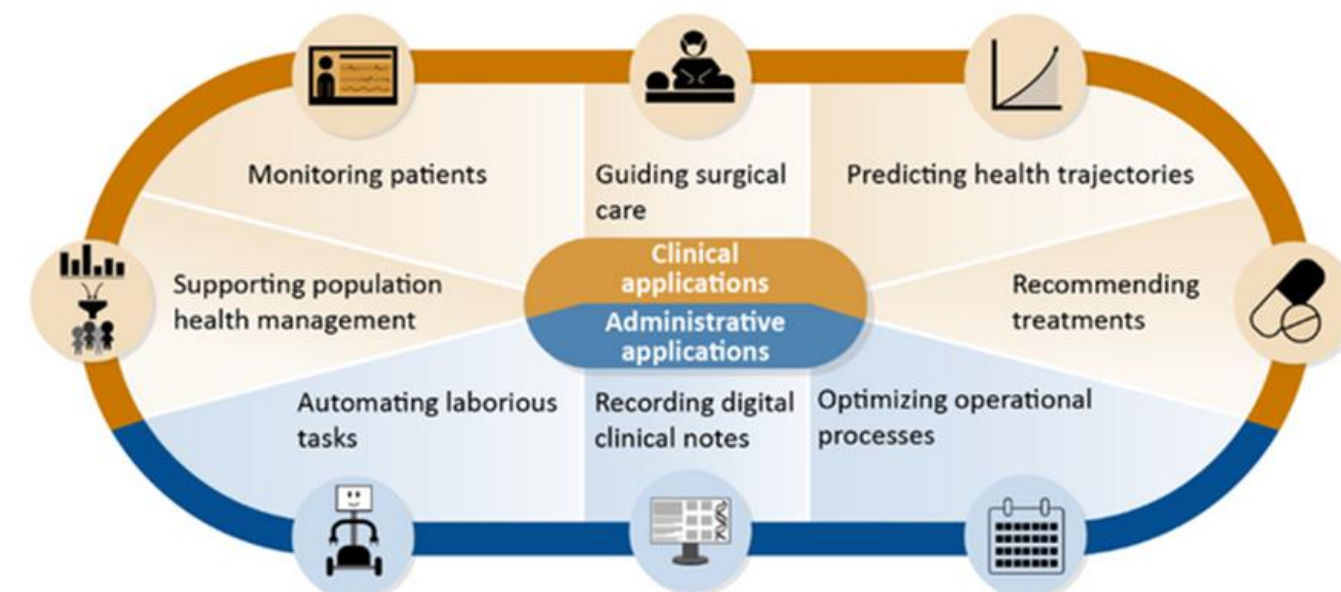 Monitoring patients
Guiding surgical
care
Predicting health trajectories
Supporting population
health management
Clinical
applications
Administrative
applications
Recommending
treatments
Automating laborious
tasks
Recording digital
clinical notes
Optimizing operational
processes